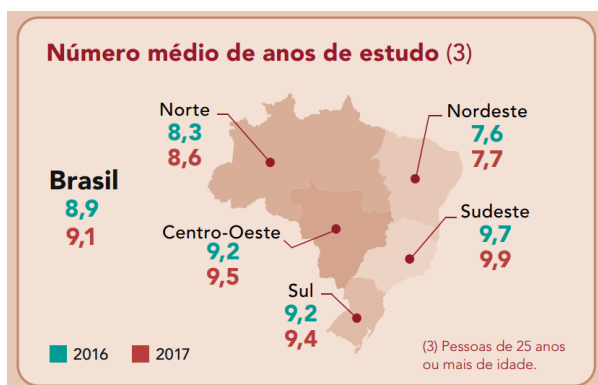 Número médio de anos de estudo (3)
Norte
8,3
8,6
Nordeste
7,6
7,7
Brasil
8,9
9,1
Centro-Oeste
9,2
9,5
Sudeste
9,7
9,9
Sul
9,2
9,4
2016 2017
(3) Pessoas de 25 anos
ou mais de idade.